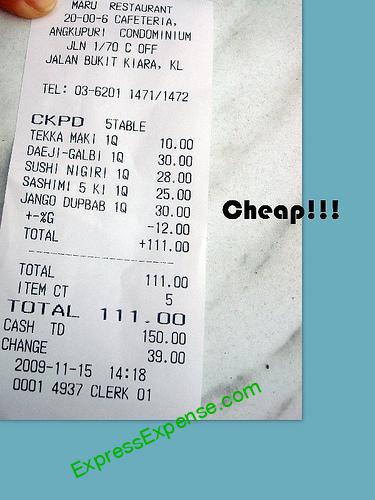 MARU RESTAURANT
20-00-6 CAFETERIA,
ANGKUPURI CONDOMINIUM
JLN 1/70 C OFF
JALAN BUKIT KIARA, KL
TEL: 03-6201 1471/1472
CKPD 5TABLE
TEKKA MAKI 1Q 10.00
DAEJI-GALBI 1Q 30.00
SUSHI NIGIRI 1Q 28.00
SASHIMI 5 KI 1Q 25.00
JANGO DUPBAB 1Q 30.00
+-%G -12.00
TOTAL +111.00
TOTAL 111.00
ITEM CT 5
TOTAL 111.00
CASH TD 150.00
CHANGE 39.00
2009-11-15 14:18
0001 4937 CLERK 01
Cheap!!!
ExpressExpense.com